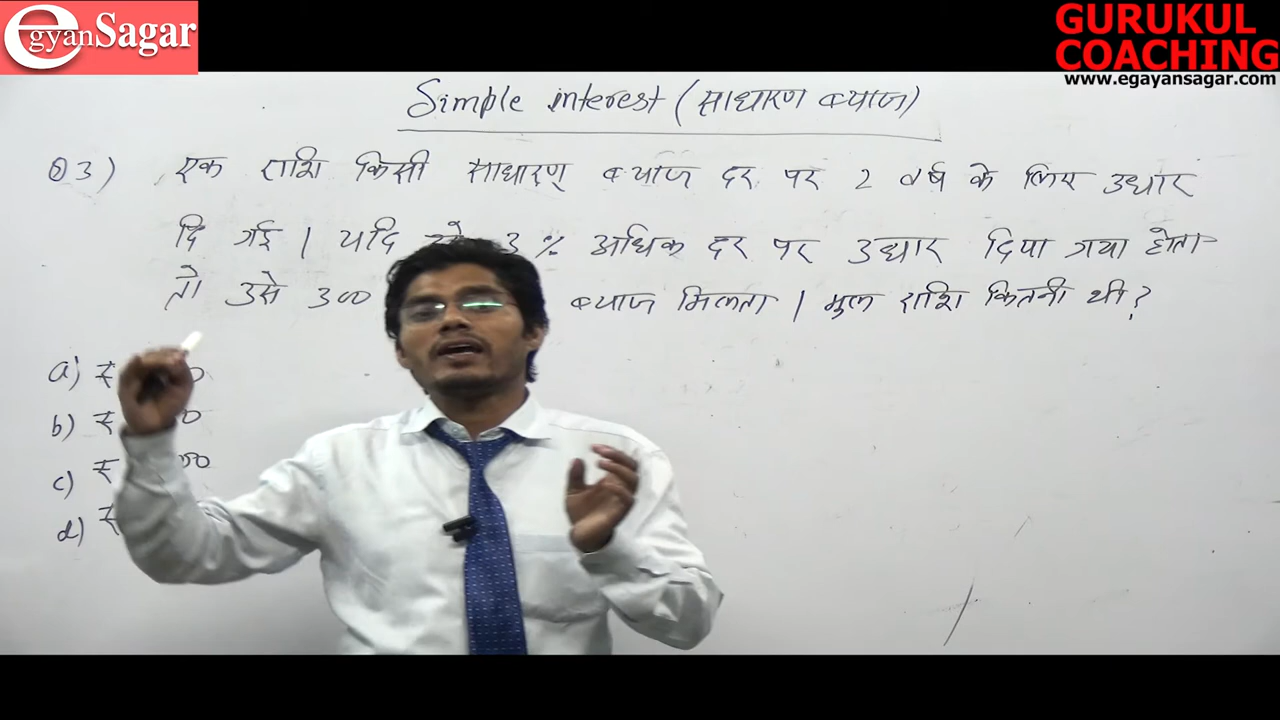 egyanSagar
GURUKUL
COACHING
www.egayansagar.com
Simple interest (साधारण ब्याज)
Q3) एक राशि किसी साधारण ब्याज दर पर 2 वर्ष के लिए उधार
दि गई | यदि 3% अधिक दर पर उधार दिया गया होता
तो उसे 300 ब्याज मिलता | मुल राशि कितनी थी?
a) ₹
b) ₹
c) ₹
d) ₹